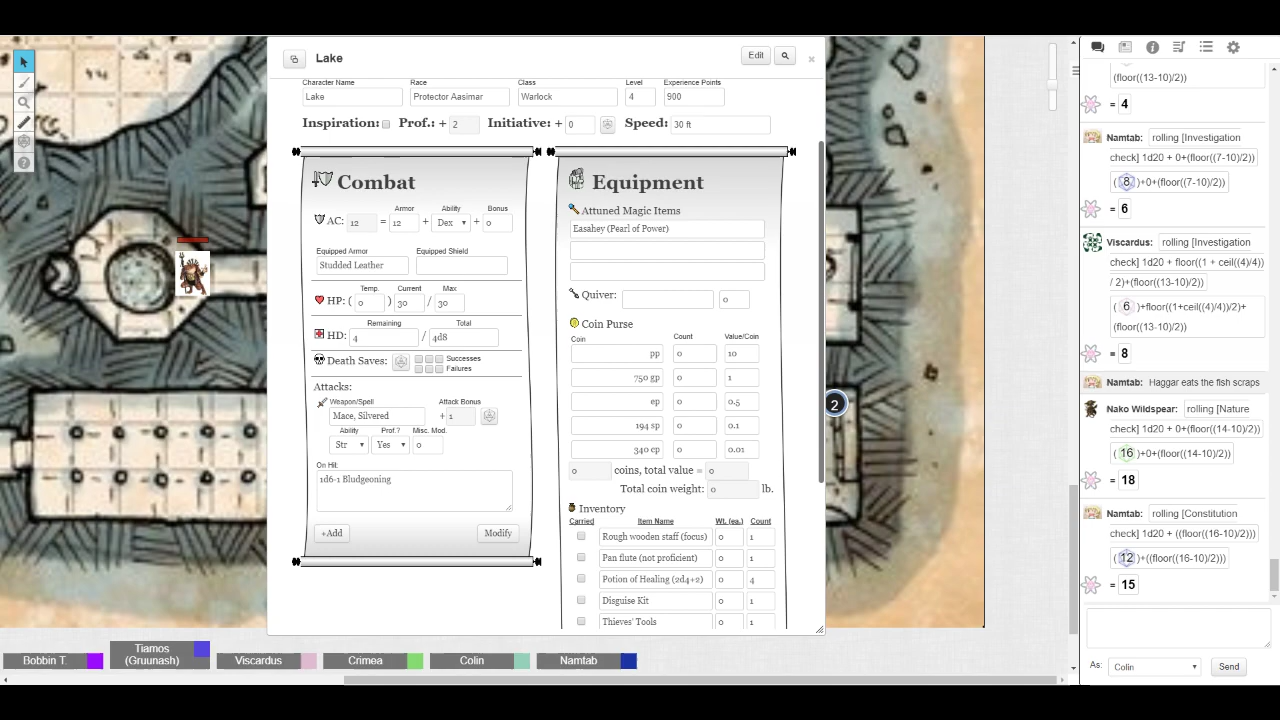 Lake
Edit
Character Name Race Class Level Experience Points
Lake Protector Aasimar Warlock 4 900
Inspiration: Prof.: + 2 Initiative: + 0 Speed: 30 ft
Combat
AC: 12 = 12 + Dex + 0
Armor Ability Bonus
Equipped Armor Equipped Shield
Studded Leather
Temp. Current Max
HP: ( 0 ) 30 / 30
Remaining Total
HD: 4 / 4d8
Death Saves: Successes
Failures
Attacks:
Weapon/Spell Attack Bonus
Mace, Silvered + 1
Ability Prof.? Misc. Mod.
Str Yes 0
On Hit:
1d6-1 Bludgeoning
+Add Modify
Equipment
Attuned Magic Items
Easahey (Pearl of Power)
Quiver: 0
Coin Purse
Coin Count Value/Coin
pp 0 10
750 gp 0 1
ep 0 0.5
194 sp 0 0.1
340 cp 0 0.01
0 coins, total value = 0
Total coin weight: 0 lb.
Inventory
Carried Item Name Wt. (ea.) Count
Rough wooden staff (focus) 0 1
Pan flute (not proficient) 0 1
Potion of Healing (2d4+2) 0 4
Disguise Kit 0 1
Thieves' Tools 0 1
2
Bobbin T.
Tiamos
(Gruunash)
Viscardus
Crimea
Colin
Namtab
(floor((13-10)/2))
= 4
Namtab: rolling [Investigation
check] 1d20 + 0+(floor((7-10)/2))
(8)+0+(floor((7-10)/2))
= 6
Viscardus: rolling [Investigation
check] 1d20 + floor((1 + ceil((4)/4))
/ 2)+(floor((13-10)/2))
(6)+floor((1+ceil((4)/4))/2)+
(floor((13-10)/2))
= 8
Namtab: Haggar eats the fish scraps
Nako Wildspear: rolling [Nature
check] 1d20 + 0+(floor((14-10)/2))
(16)+0+(floor((14-10)/2))
= 18
Namtab: rolling [Constitution
check] 1d20 + ((floor((16-10)/2)))
(12)+((floor((16-10)/2)))
= 15
As: Colin Send